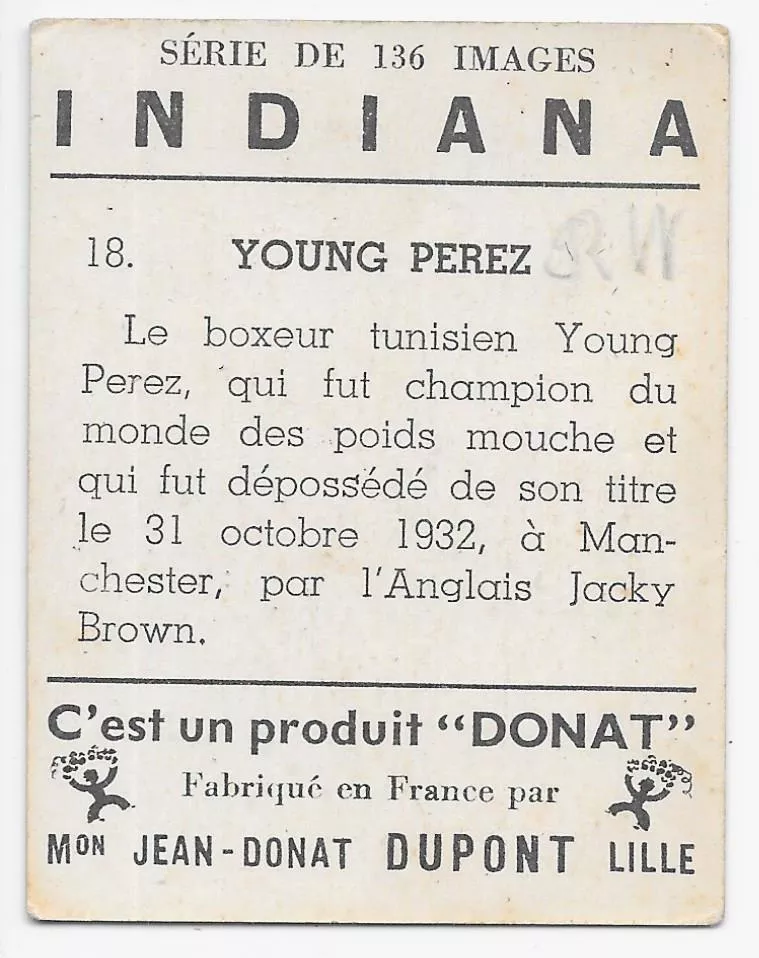 SÉRIE DE 136 IMAGES
INDIANA
18. YOUNG PEREZ
Le boxeur tunisien Young
Perez, qui fut champion du
monde des poids mouche et
qui fut dépossédé de son titre
le 31 octobre 1932, à Man-
chester, par l'Anglais Jacky
Brown.
C'est un produit "DONAT"
Fabriqué en France par
MON JEAN-DONAT DUPONT LILLE